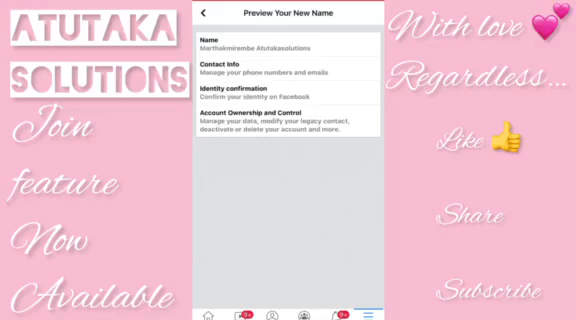 ATUTAKA
SOLUTIONS
Join
feature
Now
Available
Preview Your New Name
Name
Marthakmirembe Atutakasolutions
Contact Info
Manage your phone numbers and emails
Identity confirmation
Confirm your identity on Facebook
Account Ownership and Control
Manage your data, modify your legacy contact,
deactivate or delete your account and more.
9+
9+
With love 💕
Regardless...
Like 👍
Share
Subscribe